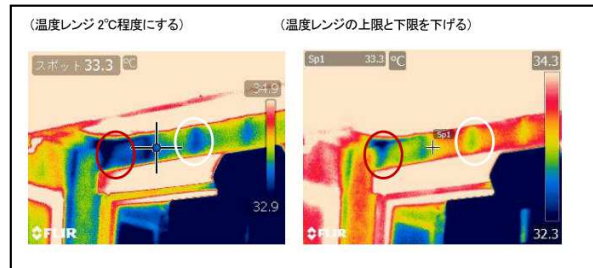 (温度レンジ 2℃程度にする)
(温度レンジの上限と下限を下げる)
スポット 33.3 ℃
34.9
32.9
FLIR
Sp1 33.3 ℃
34.3
Sp1
32.3
FLIR